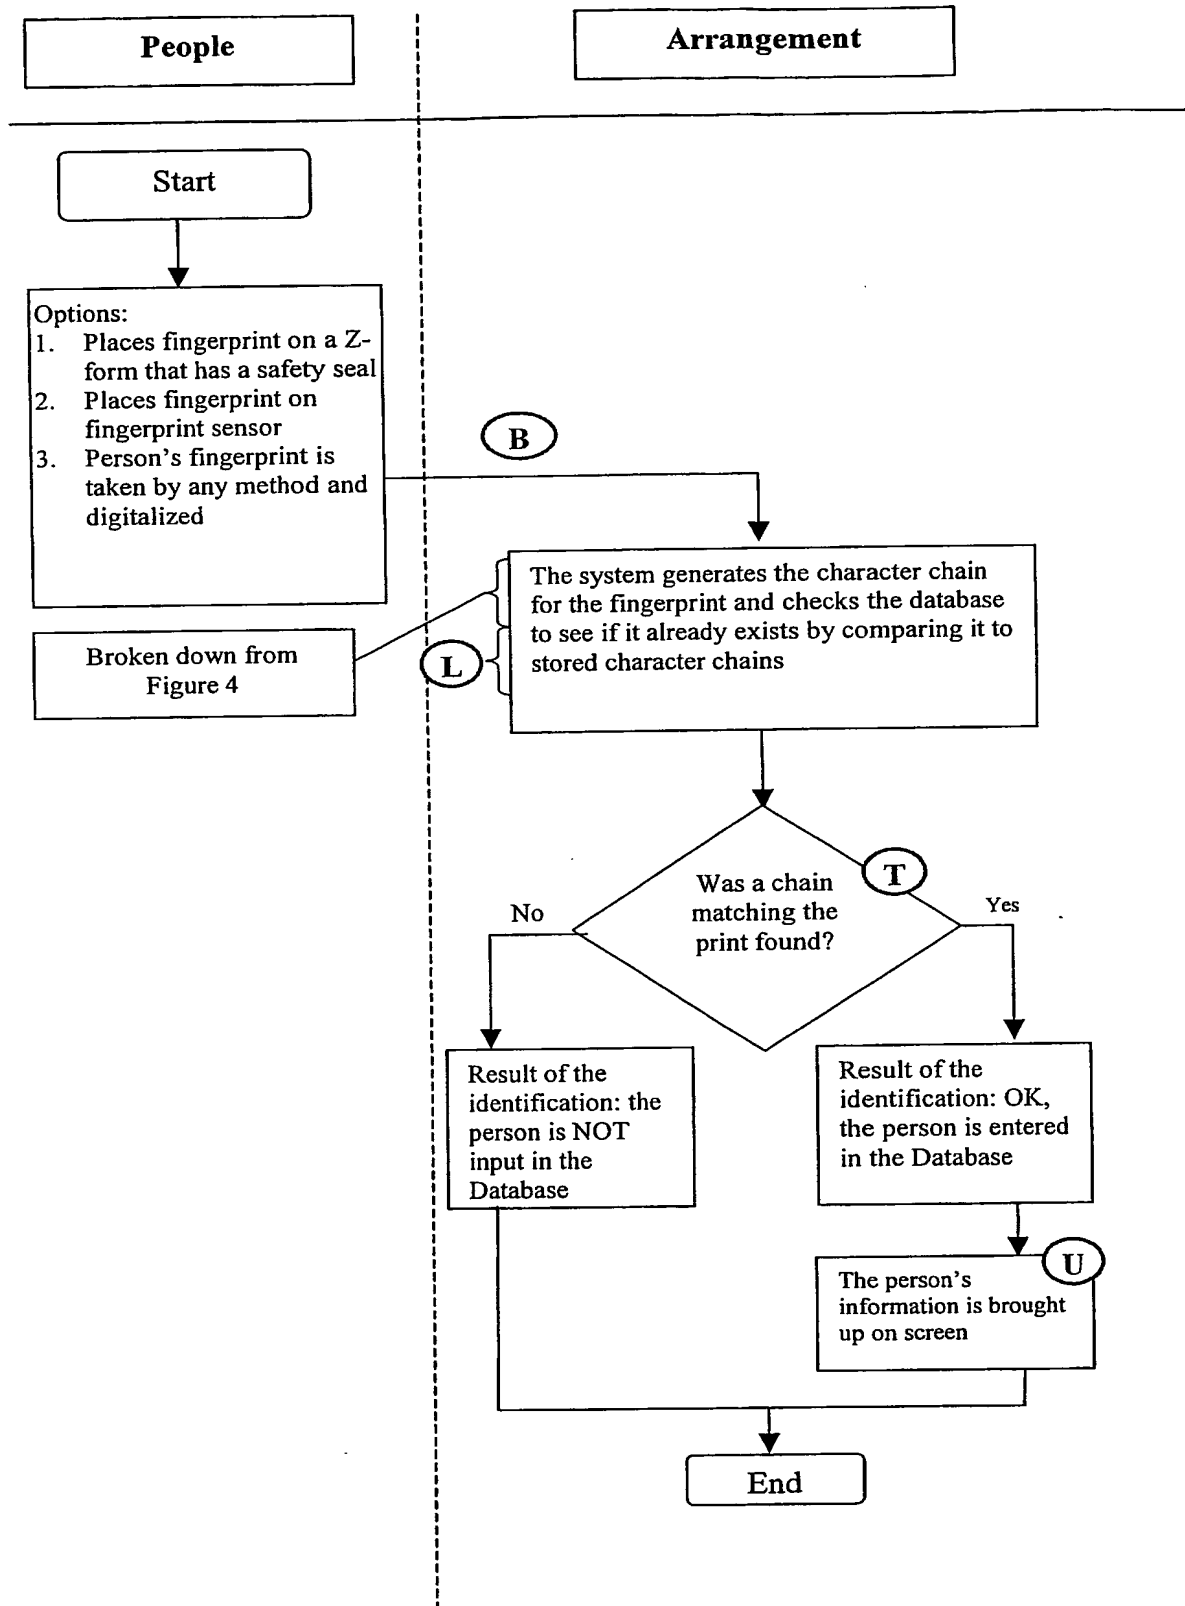 People
Arrangement
Start
Options:
1. Places fingerprint on a Z-
form that has a safety seal
2. Places fingerprint on
fingerprint sensor
3. Person's fingerprint is
taken by any method and
digitalized
B
The system generates the character chain
for the fingerprint and checks the database
to see if it already exists by comparing it to
stored character chains
Broken down from
Figure 4
L
Was a chain
matching the
print found?
T
No
Yes
Result of the
identification: the
person is NOT
input in the
Database
Result of the
identification: OK,
the person is entered
in the Database
U
The person's
information is brought
up on screen
End